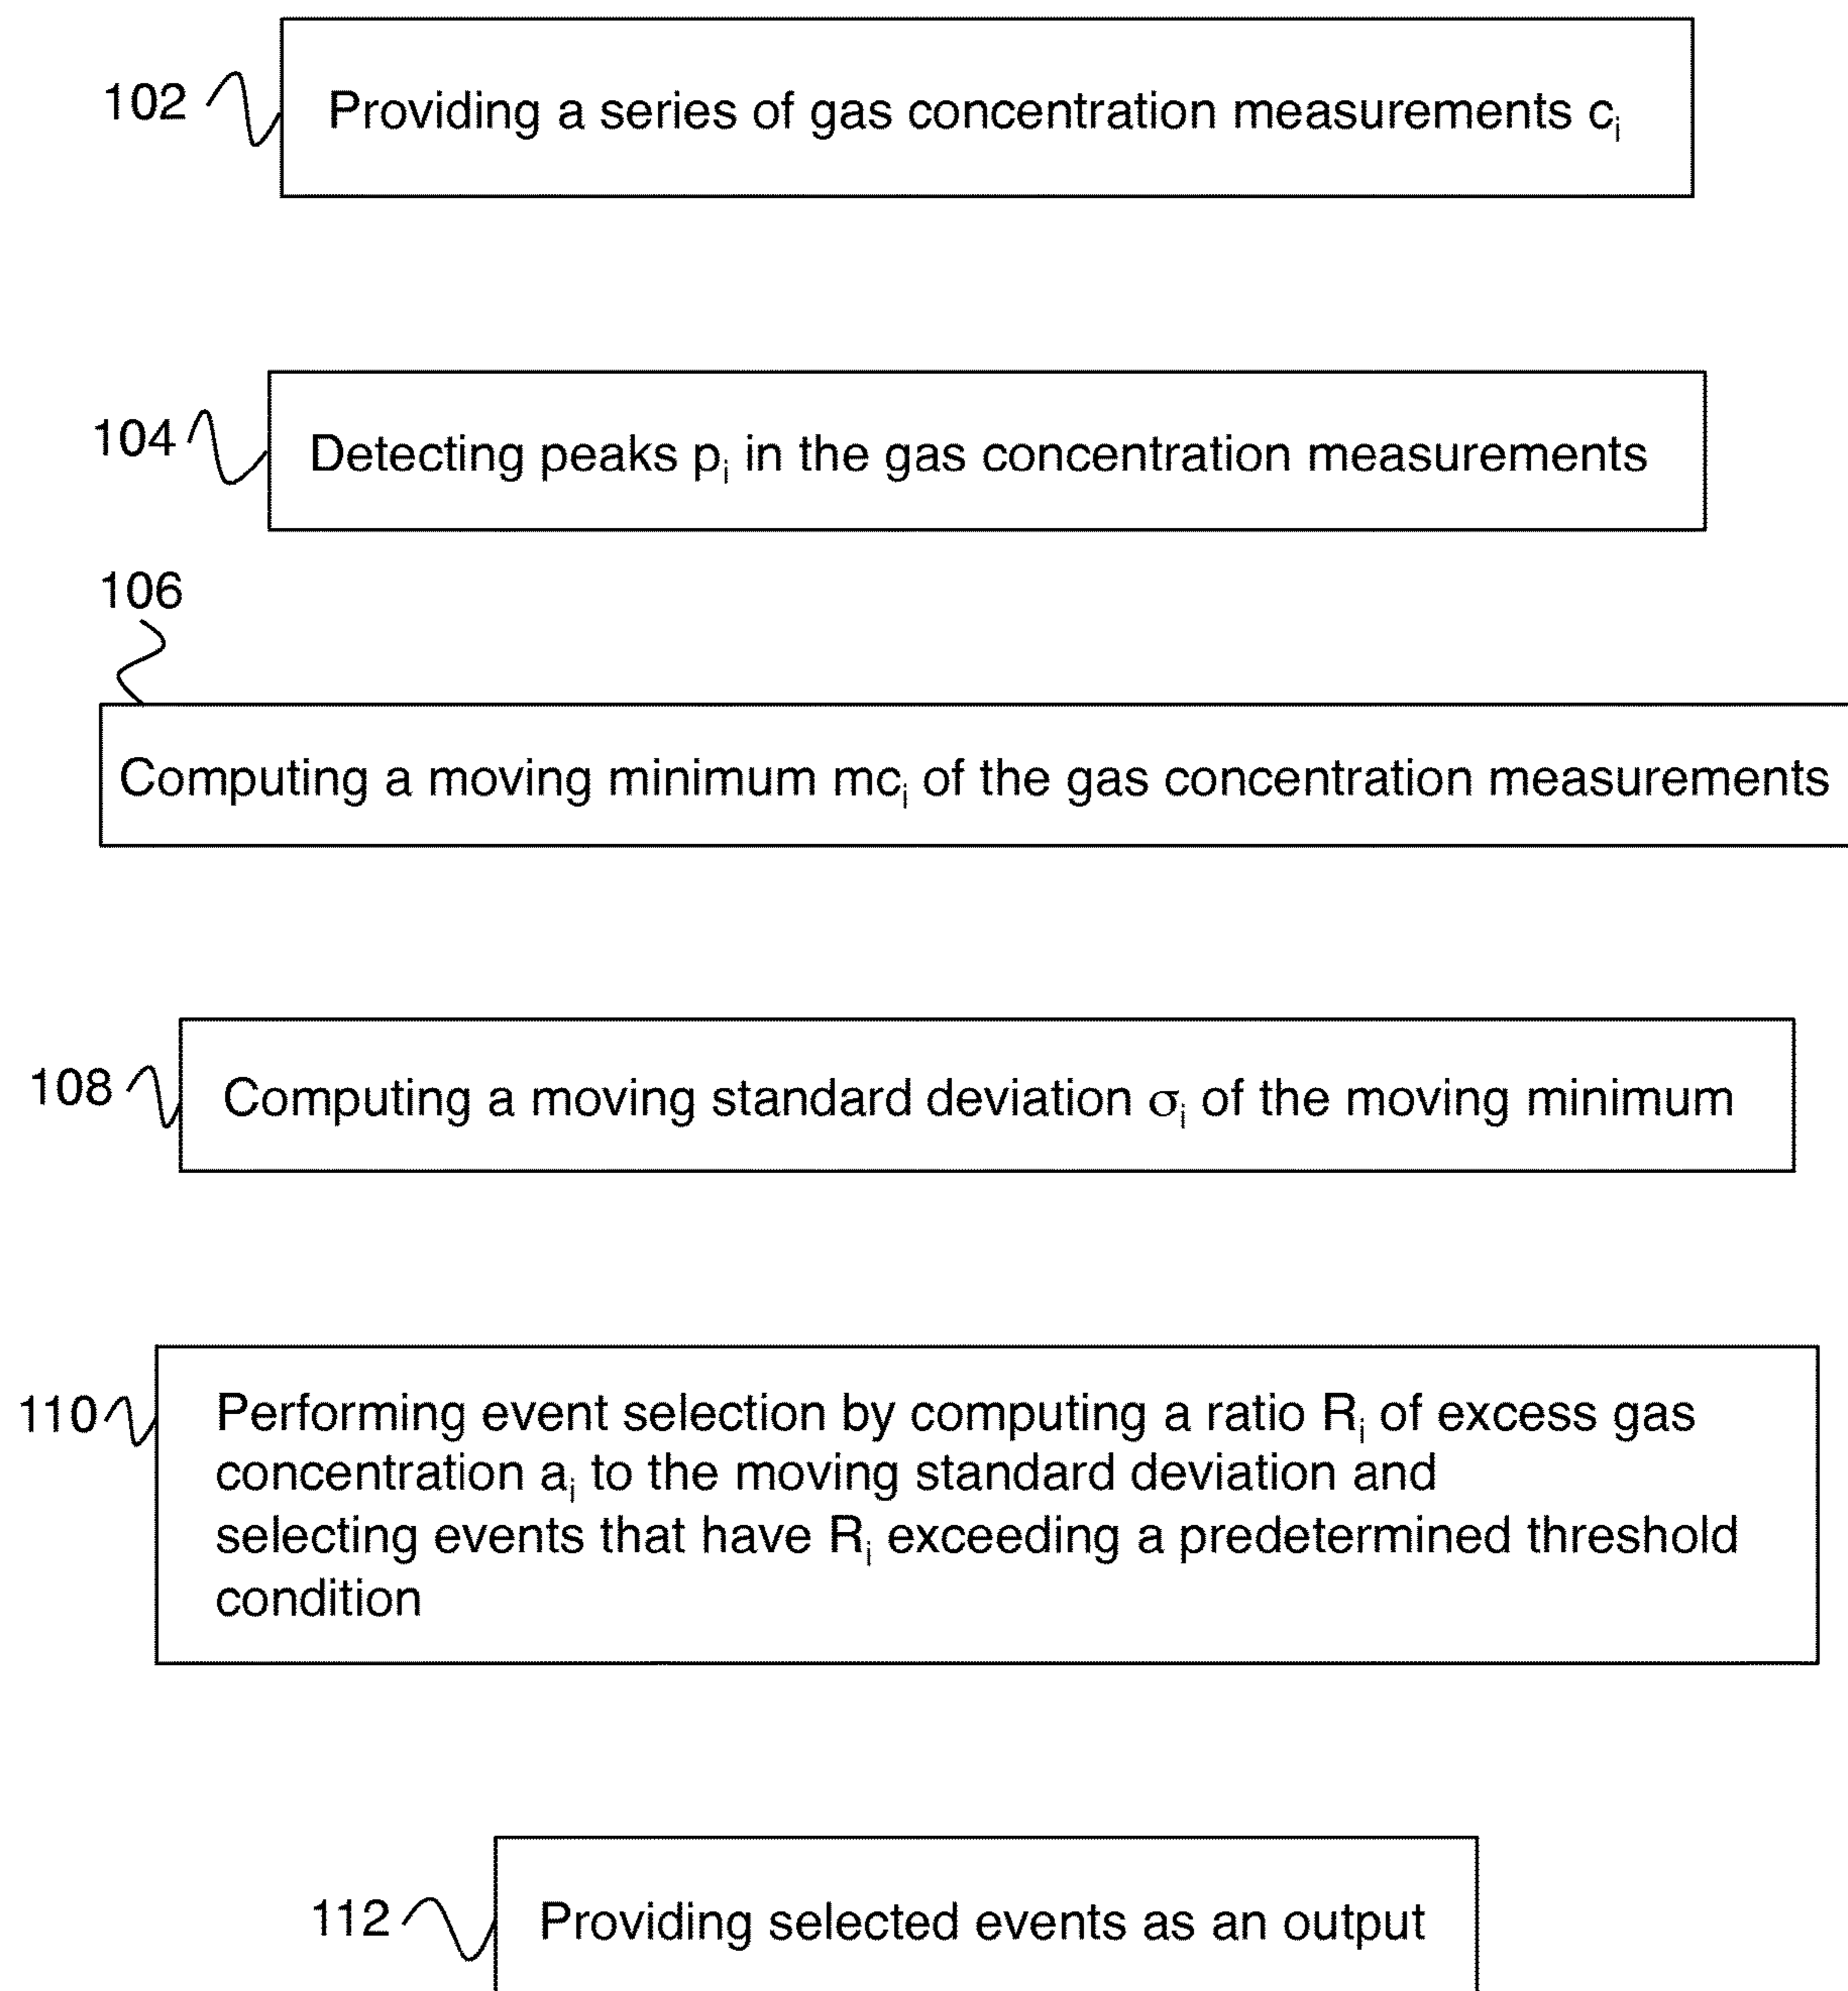 102 Providing a series of gas concentration measurements cᵢ
104 Detecting peaks pᵢ in the gas concentration measurements
106
Computing a moving minimum mcᵢ of the gas concentration measurements
108 Computing a moving standard deviation σᵢ of the moving minimum
110 Performing event selection by computing a ratio Rᵢ of excess gas
concentration aᵢ to the moving standard deviation and
selecting events that have Rᵢ exceeding a predetermined threshold
condition
112 Providing selected events as an output